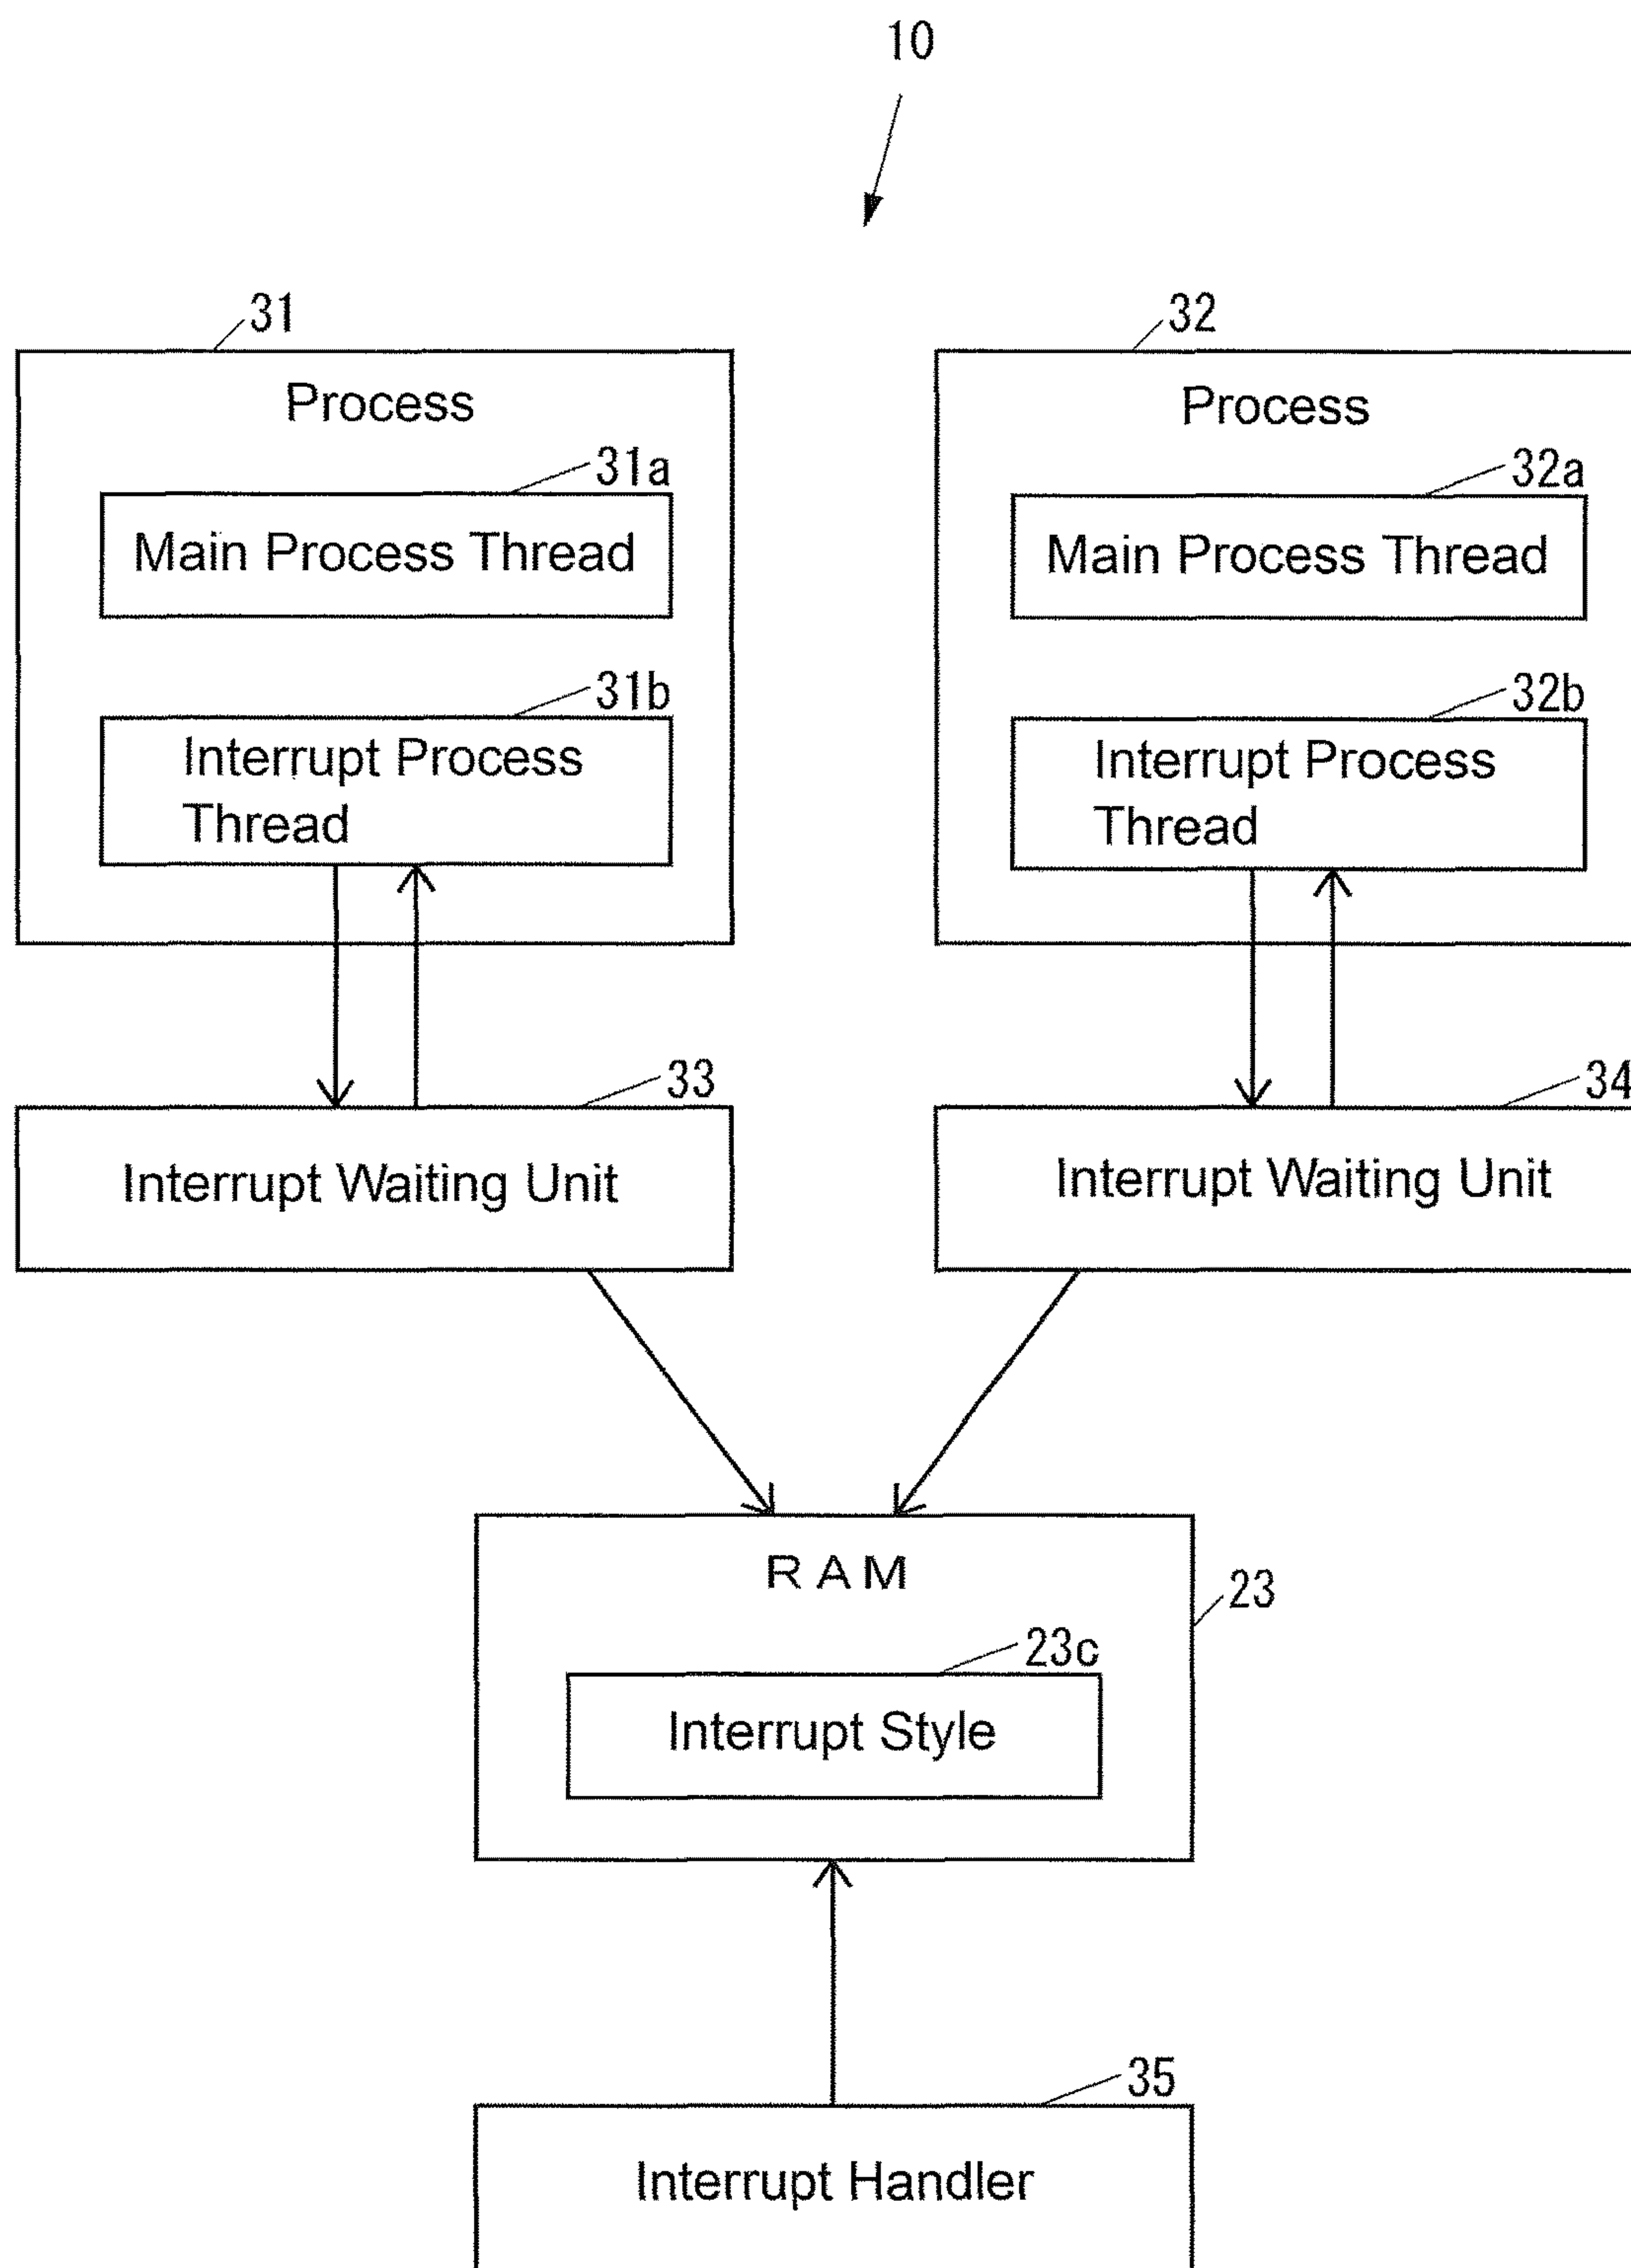 10
31
32
Process
Process
31a
32a
Main Process Thread
Main Process Thread
31b
32b
Interrupt Process
Thread
Interrupt Process
Thread
33
34
Interrupt Waiting Unit
Interrupt Waiting Unit
RAM
23
23c
Interrupt Style
35
Interrupt Handler